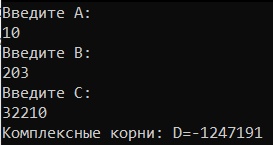 Введите A:
10
Введите B:
203
Введите C:
32210
Комплексные корни: D=-1247191